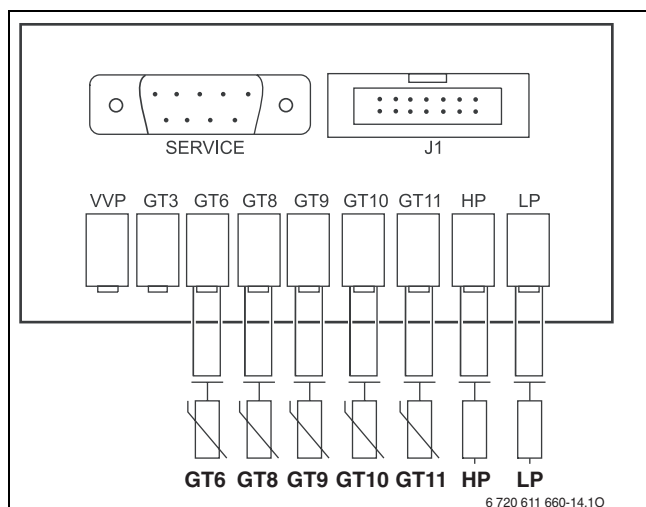 SERVICE J1
VVP GT3 GT6 GT8 GT9 GT10 GT11 HP LP
GT6 GT8 GT9 GT10 GT11 HP LP
6 720 611 660-14.1O